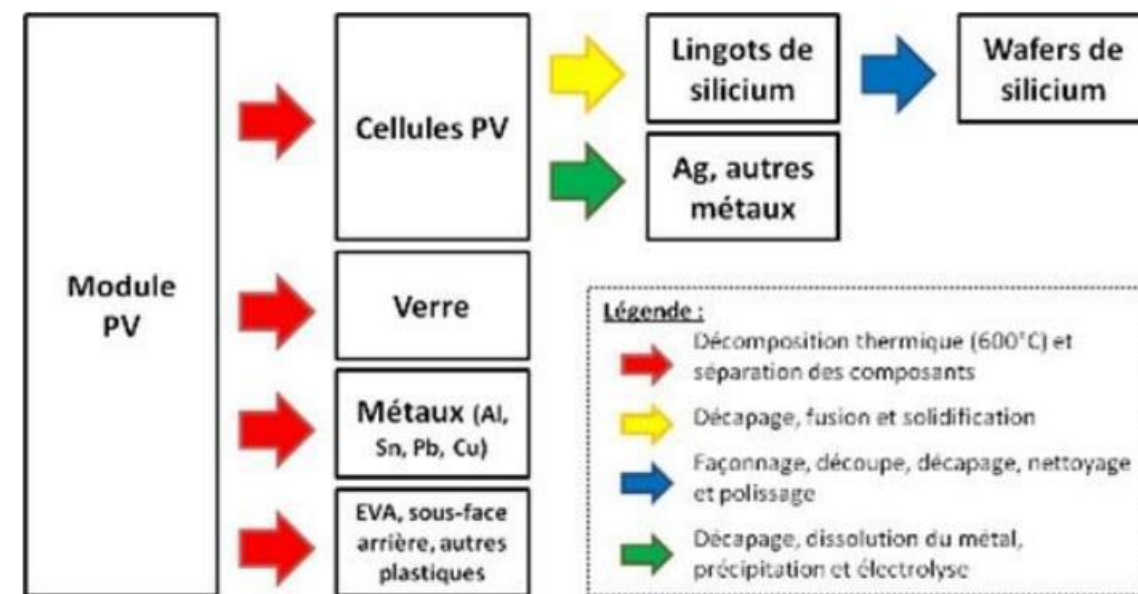 Module
PV
Cellules PV
Lingots de
silicium
Wafers de
silicium
Ag, autres
métaux
Verre
Métaux (Al,
Sn, Pb, Cu)
EVA, sous-face
arrière, autres
plastiques
Légende :
Décomposition thermique (600°C) et
séparation des composants
Décapage, fusion et solidification
Façonnage, découpe, décapage, nettoyage
et polissage
Décapage, dissolution du métal,
précipitation et électrolyse